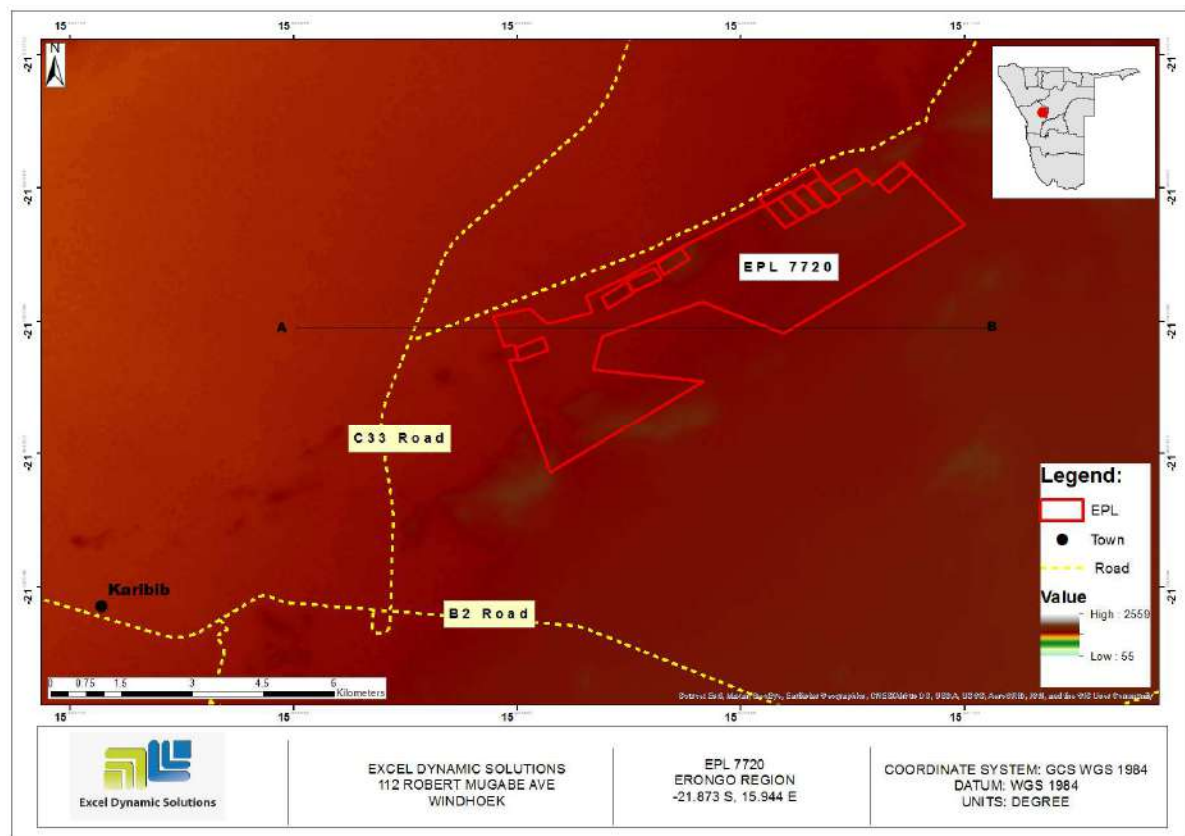 15 15 15 15 15
N
-21 -21
-21 -21
EPL 7720
-21 A B -21
-21 C33 Road -21
Legend:
EPL
Town
Road
Value
High : 2559
Low : 55
-21 Karibib -21
B2 Road
0 0.75 1.5 3 4.5 6
Kilometers
15 15 15 15 15
Excel Dynamic Solutions
EXCEL DYNAMIC SOLUTIONS
112 ROBERT MUGABE AVE
WINDHOEK
EPL 7720
ERONGO REGION
-21.873 S, 15.944 E
COORDINATE SYSTEM: GCS WGS 1984
DATUM: WGS 1984
UNITS: DEGREE